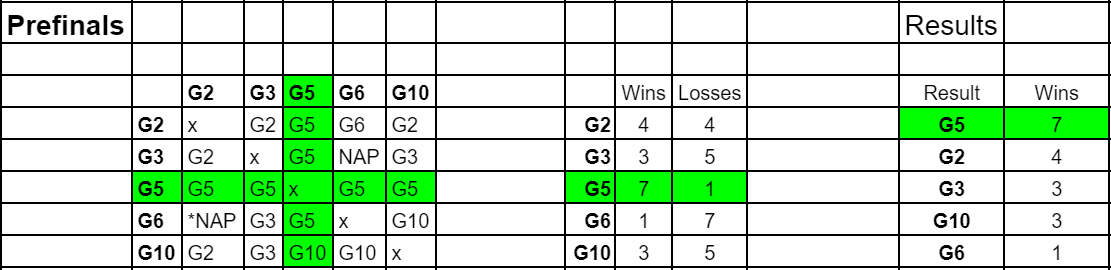 Prefinals Results
G2 G3 G5 G6 G10 Wins Losses Result Wins
G2 x G2 G5 G6 G2 G2 4 4 G5 7
G3 G2 x G5 NAP G3 G3 3 5 G2 4
G5 G5 G5 x G5 G5 G5 7 1 G3 3
G6 *NAP G3 G5 x G10 G6 1 7 G10 3
G10 G2 G3 G10 G10 x G10 3 5 G6 1